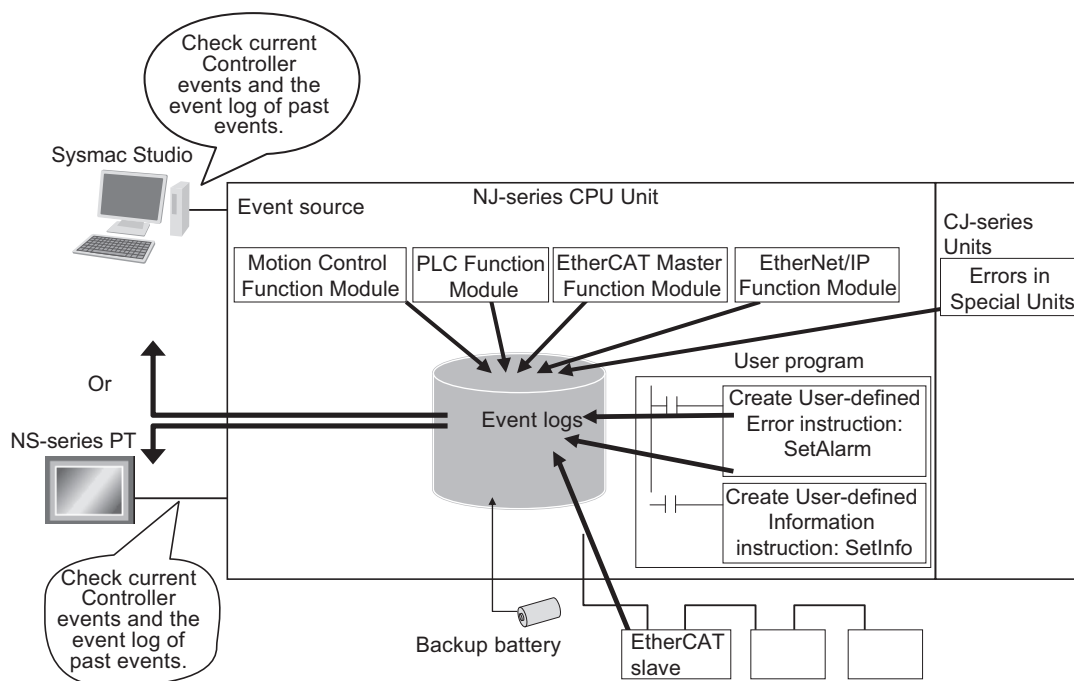 Check current
Controller
events and the
event log of past
events.
Sysmac Studio
Event source
NJ-series CPU Unit
CJ-series
Units
Motion Control
Function Module
PLC Function
Module
EtherCAT Master
Function Module
EtherNet/IP
Function Module
Errors in
Special Units
Or
User program
Event logs
Create User-defined
Error instruction:
SetAlarm
NS-series PT
Create User-defined
Information
instruction: SetInfo
Check current
Controller
events and the
event log of
past events.
Backup battery
EtherCAT
slave